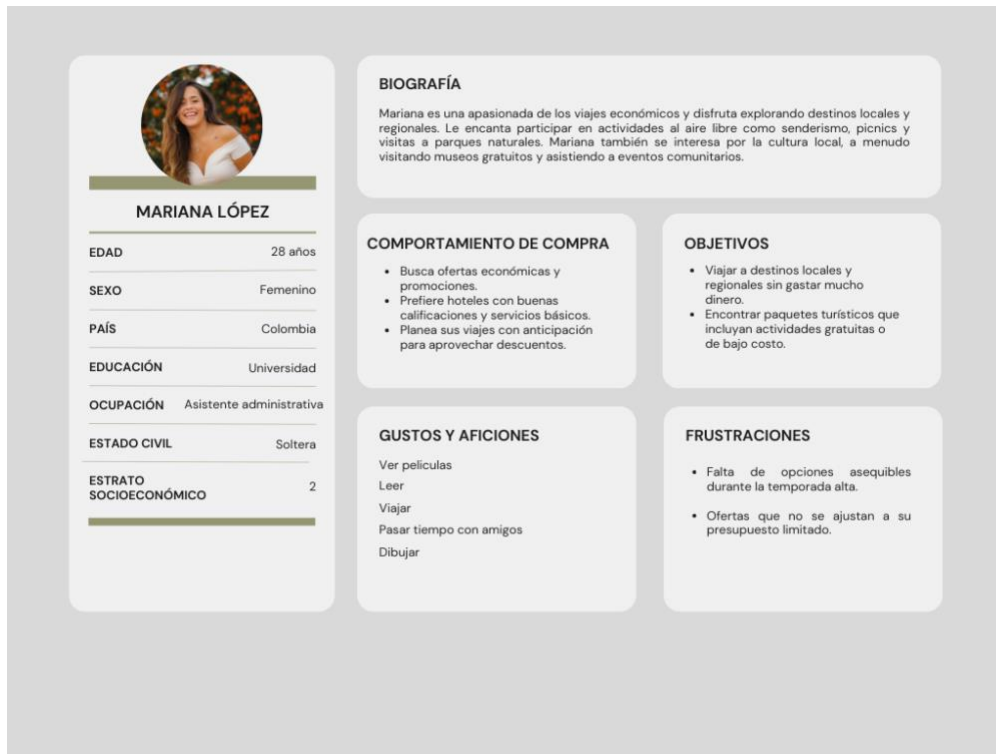 MARIANA LÓPEZ
EDAD 28 años
SEXO Femenino
PAÍS Colombia
EDUCACIÓN Universidad
OCUPACIÓN Asistente administrativa
ESTADO CIVIL Soltera
ESTRATO
SOCIOECONÓMICO 2
BIOGRAFÍA
Mariana es una apasionada de los viajes económicos y disfruta explorando destinos locales y
regionales. Le encanta participar en actividades al aire libre como senderismo, picnics y
visitas a parques naturales. Mariana también se interesa por la cultura local, a menudo
visitando museos gratuitos y asistiendo a eventos comunitarios.
COMPORTAMIENTO DE COMPRA
• Busca ofertas económicas y
promociones.
• Prefiere hoteles con buenas
calificaciones y servicios básicos.
• Planea sus viajes con anticipación
para aprovechar descuentos.
OBJETIVOS
• Viajar a destinos locales y
regionales sin gastar mucho
dinero.
• Encontrar paquetes turísticos que
incluyan actividades gratuitas o
de bajo costo.
GUSTOS Y AFICIONES
Ver peliculas
Leer
Viajar
Pasar tiempo con amigos
Dibujar
FRUSTRACIONES
• Falta de opciones asequibles
durante la temporada alta.
• Ofertas que no se ajustan a su
presupuesto limitado.